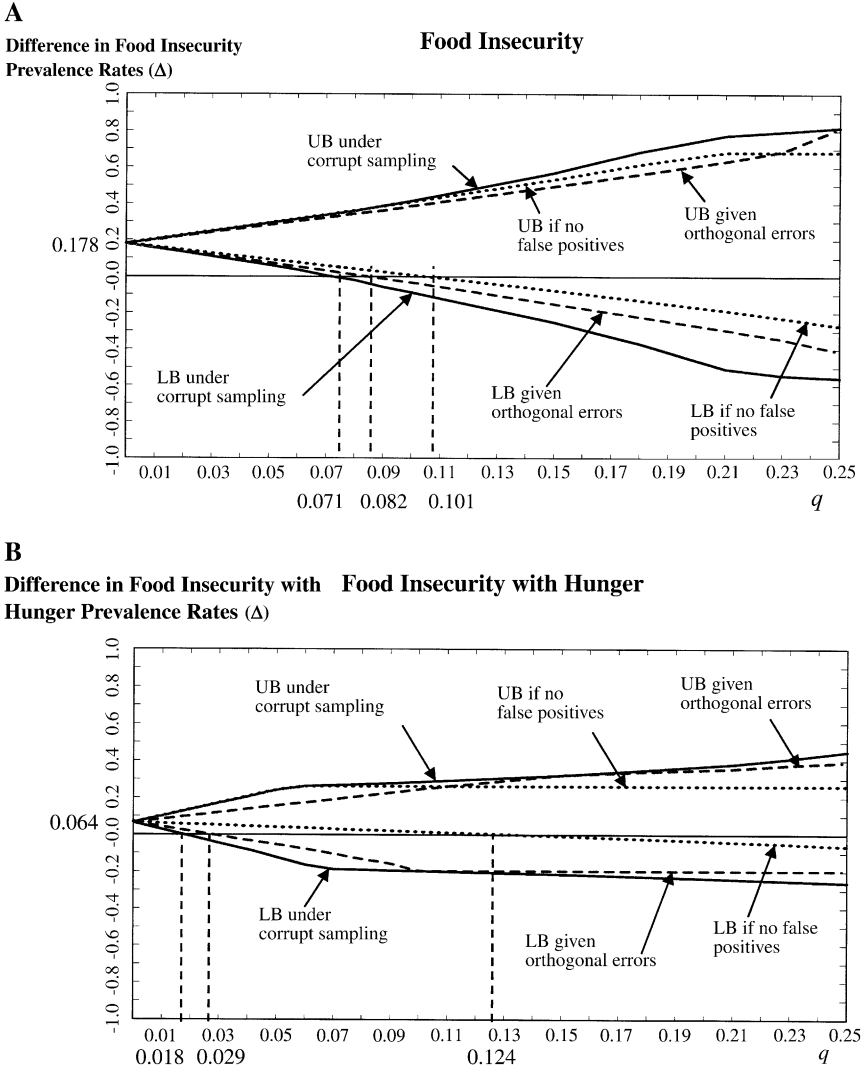 A
Difference in Food Insecurity
Prevalence Rates (Δ)
Food Insecurity
1.0
0.8
0.6
0.4
0.2
0.178
-0.0
-0.2
-0.4
-0.6
-0.8
-1.0
UB under
corrupt sampling
UB if no
false positives
UB given
orthogonal errors
LB under
corrupt sampling
LB given
orthogonal errors
LB if no false
positives
0.01 0.03 0.05 0.07 0.09 0.11 0.13 0.15 0.17 0.19 0.21 0.23 0.25
0.071 0.082 0.101 q
B
Difference in Food Insecurity with
Hunger Prevalence Rates (Δ)
Food Insecurity with Hunger
1.0
0.8
0.6
0.4
0.2
0.064
-0.0
-0.2
-0.4
-0.6
-0.8
-1.0
UB under
corrupt sampling
UB if no
false positives
UB given
orthogonal errors
LB under
corrupt sampling
LB given
orthogonal errors
LB if no false
positives
0.01 0.03 0.05 0.07 0.09 0.11 0.13 0.15 0.17 0.19 0.21 0.23 0.25
0.018 0.029 0.124 q